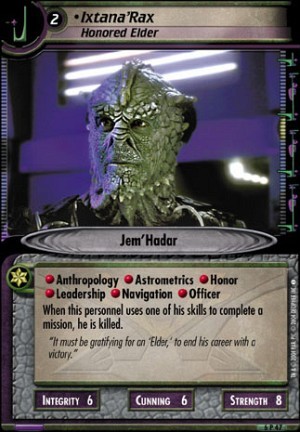 2
•Ixtana'Rax
Honored Elder
Jem'Hadar
• Anthropology • Astrometrics • Honor
• Leadership • Navigation • Officer
When this personnel uses one of his skills to complete a
mission, he is killed.
"It must be gratifying for an 'Elder,' to end his career with a
victory."
INTEGRITY 6 CUNNING 6 STRENGTH 8